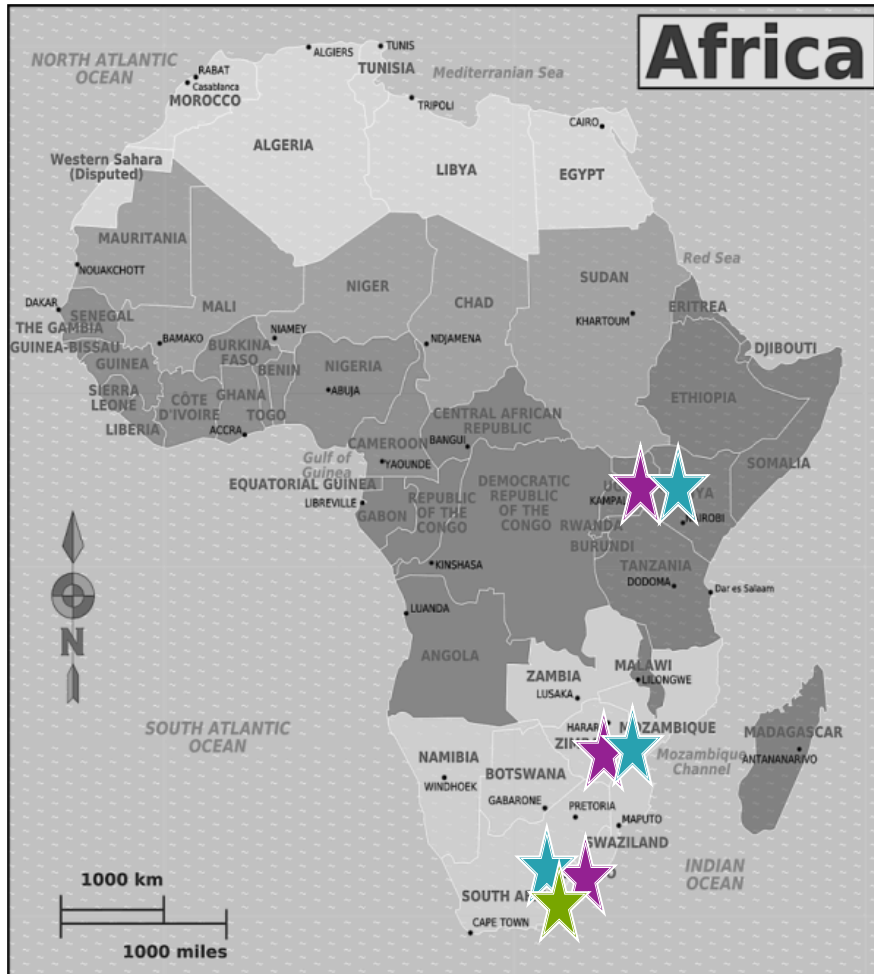 Africa
NORTH ATLANTIC
OCEAN
ALGIERS
TUNIS
TUNISIA
Mediterranian Sea
RABAT
Casablanca
MOROCCO
TRIPOLI
CAIRO
ALGERIA
Western Sahara
(Disputed)
LIBYA
EGYPT
MAURITANIA
NOUAKCHOTT
Red Sea
NIGER
SUDAN
MALI
CHAD
ERITREA
DAKAR
SENEGAL
THE GAMBIA
KHARTOUM
GUINEA-BISSAU
BAMAKO
NIAMEY
NDJAMENA
DJIBOUTI
BURKINA
FASO
GUINEA
BENIN
NIGERIA
ABUJA
SIERRA
LEONE
CÔTE
D'IVOIRE
GHANA
TOGO
ETHIOPIA
LIBERIA
ACCRA
CENTRAL AFRICAN
REPUBLIC
CAMEROON
BANGUI
Gulf of
Guinea
YAOUNDE
SOMALIA
EQUATORIAL GUINEA
DEMOCRATIC
REPUBLIC
OF THE
CONGO
LIBREVILLE
GABON
REPUBLIC
OF THE
CONGO
RWANDA
BURUNDI
KINSHASA
TANZANIA
DODOMA
Dar es Salaam
LUANDA
N
ANGOLA
MALAWI
ZAMBIA
LILONGWE
LUSAKA
SOUTH ATLANTIC
OCEAN
MOZAMBIQUE
MADAGASCAR
ANTANANARIVO
Mozambique
Channel
NAMIBIA
WINDHOEK
BOTSWANA
GABARONE
PRETORIA
MAPUTO
SWAZILAND
INDIAN
OCEAN
1000 km
1000 miles
SOUTH
CAPE TOWN